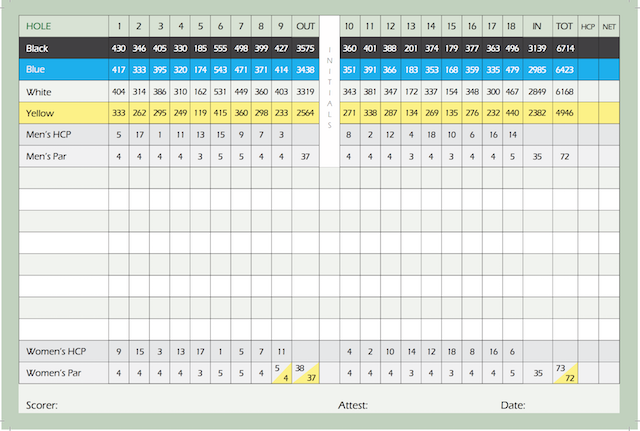 HOLE 1 2 3 4 5 6 7 8 9 OUT INITIALS 10 11 12 13 14 15 16 17 18 IN TOT HCP NET
Black 430 346 405 330 185 555 498 399 427 3575 360 401 388 201 374 179 377 363 496 3139 6714
Blue 417 333 395 320 174 543 471 371 414 3438 351 391 366 183 353 168 359 335 479 2985 6423
White 404 314 386 310 162 531 449 360 403 3319 343 381 347 172 337 154 348 300 467 2849 6168
Yellow 333 262 295 249 119 415 360 298 233 2564 271 338 287 134 269 135 276 232 440 2382 4946
Men's HCP 5 17 1 11 13 15 9 7 3 8 2 12 4 18 10 6 16 14
Men's Par 4 4 4 4 3 5 5 4 4 37 4 4 4 3 4 3 4 4 5 35 72
Women's HCP 9 15 3 13 17 1 5 7 11 4 2 10 14 12 18 8 16 6
Women's Par 4 4 4 4 3 5 5 4 5 4 38 37 4 4 4 3 4 3 4 4 5 35 73 72
Scorer: Attest: Date: